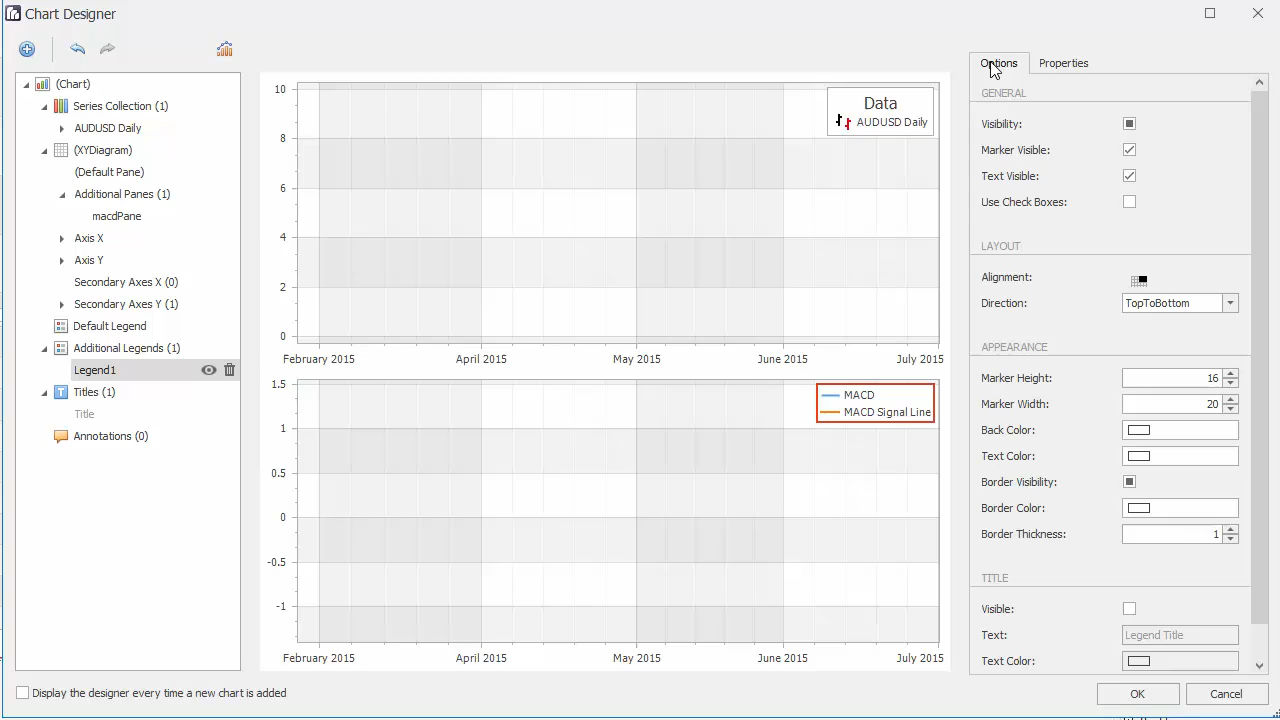 Chart Designer
(Chart)
Series Collection (1)
AUDUSD Daily
(XYDiagram)
(Default Pane)
Additional Panes (1)
macdPane
Axis X
Axis Y
Secondary Axes X (0)
Secondary Axes Y (1)
Default Legend
Additional Legends (1)
Legend1
Titles (1)
Title
Annotations (0)
10
8
6
4
2
0
Data
AUDUSD Daily
February 2015 April 2015 May 2015 June 2015 July 2015
1.5
1
0.5
0
-0.5
-1
MACD
MACD Signal Line
February 2015 April 2015 May 2015 June 2015 July 2015
Options Properties
GENERAL
Visibility:
Marker Visible:
Text Visible:
Use Check Boxes:
LAYOUT
Alignment:
Direction: TopToBottom
APPEARANCE
Marker Height: 16
Marker Width: 20
Back Color:
Text Color:
Border Visibility:
Border Color:
Border Thickness: 1
TITLE
Visible:
Text: Legend Title
Text Color:
Display the designer every time a new chart is added
OK Cancel